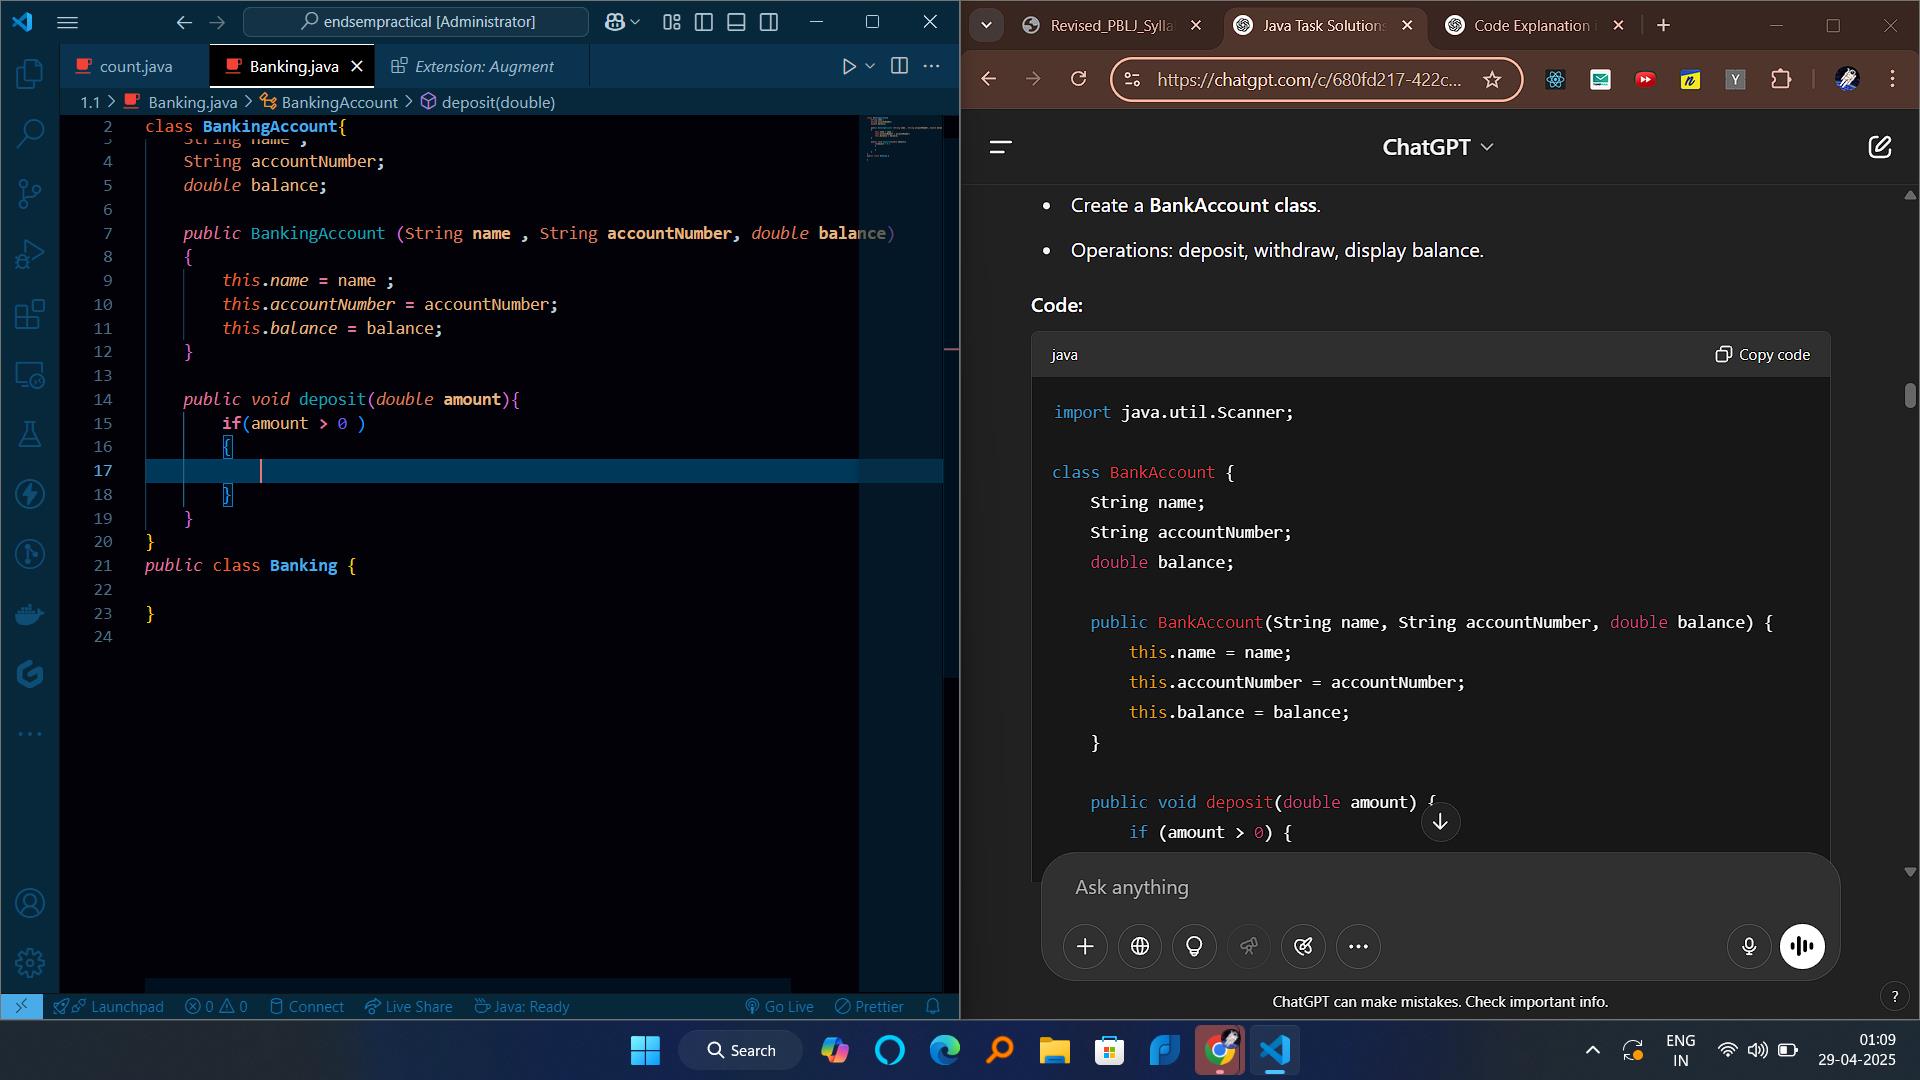 endsempractical [Administrator]
count.java
Banking.java
Extension: Augment
1.1 > Banking.java > BankingAccount > deposit(double)
2 class BankingAccount{
3 String name ;
4 String accountNumber;
5 double balance;
6
7 public BankingAccount (String name , String accountNumber, double balance)
8 {
9 this.name = name ;
10 this.accountNumber = accountNumber;
11 this.balance = balance;
12 }
13
14 public void deposit(double amount){
15 if(amount > 0 )
16 {
17
18 }
19 }
20 }
21 public class Banking {
22
23 }
24
Launchpad
0 0
Connect
Live Share
Java: Ready
Go Live
Prettier
Revised_PBLJ_Sylla
Java Task Solutions
Code Explanation
https://chatgpt.com/c/680fd217-422c...
ChatGPT
• Create a BankAccount class.
• Operations: deposit, withdraw, display balance.
Code:
java
Copy code
import java.util.Scanner;
class BankAccount {
String name;
String accountNumber;
double balance;
public BankAccount(String name, String accountNumber, double balance) {
this.name = name;
this.accountNumber = accountNumber;
this.balance = balance;
}
public void deposit(double amount) {
if (amount > 0) {
Ask anything
ChatGPT can make mistakes. Check important info.
?
Search
ENG
IN
01:09
29-04-2025